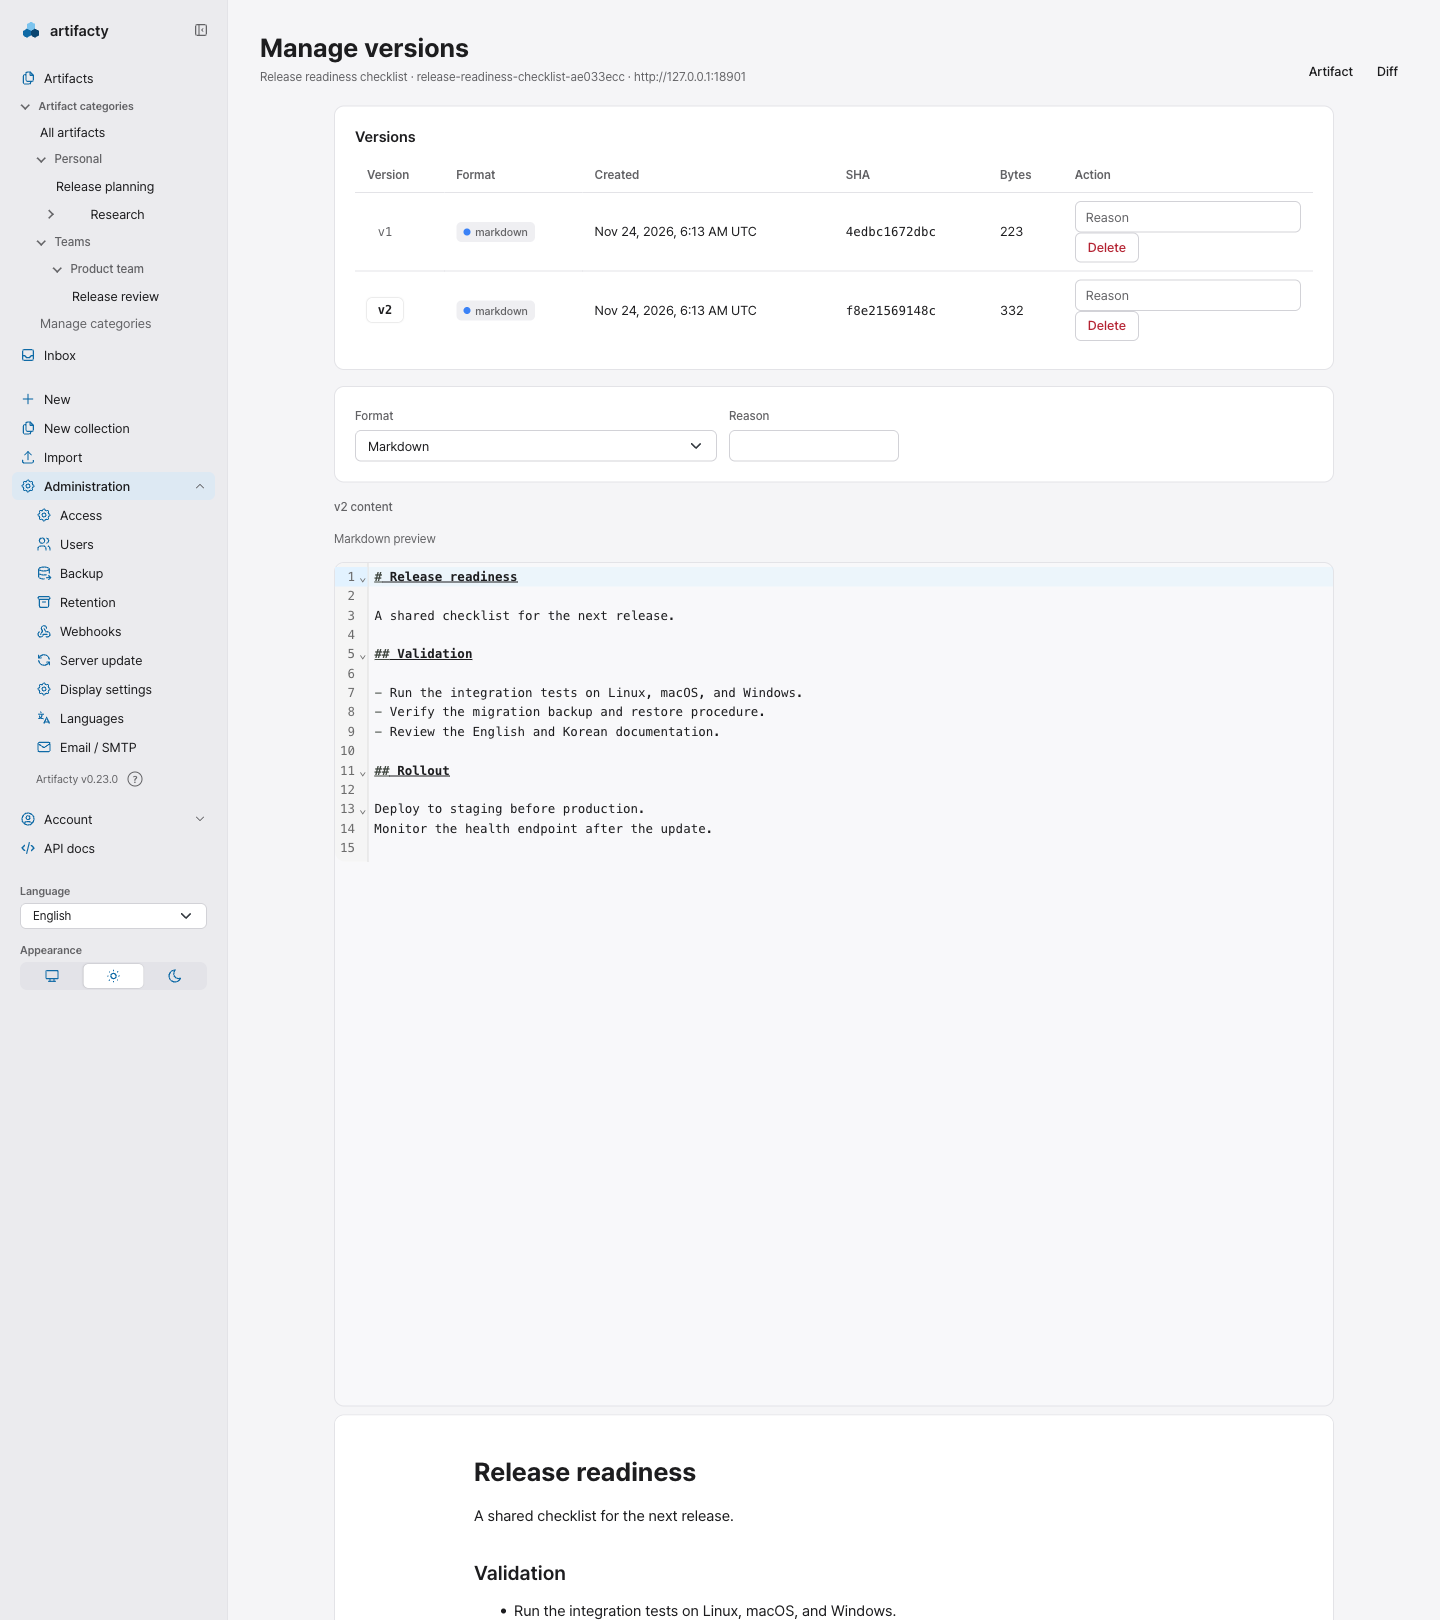 artifacty
Artifacts
Artifact categories
All artifacts
Personal
Release planning
Research
Teams
Product team
Release review
Manage categories
Inbox
New
New collection
Import
Administration
Access
Users
Backup
Retention
Webhooks
Server update
Display settings
Languages
Email / SMTP
Artifacty v0.23.0 ?
Account
API docs
Language
English
Appearance
Manage versions
Release readiness checklist · release-readiness-checklist-ae033ecc · http://127.0.0.1:18901
Artifact Diff
Versions
Version Format Created SHA Bytes Action
v1 markdown Nov 24, 2026, 6:13 AM UTC 4edbc1672dbc 223 Reason
Delete
v2 markdown Nov 24, 2026, 6:13 AM UTC f8e21569148c 332 Reason
Delete
Format Reason
Markdown
v2 content
Markdown preview
1 # Release readiness
2
3 A shared checklist for the next release.
4
5 ## Validation
6
7 - Run the integration tests on Linux, macOS, and Windows.
8 - Verify the migration backup and restore procedure.
9 - Review the English and Korean documentation.
10
11 ## Rollout
12
13 Deploy to staging before production.
14 Monitor the health endpoint after the update.
15
Release readiness
A shared checklist for the next release.
Validation
• Run the integration tests on Linux, macOS, and Windows.